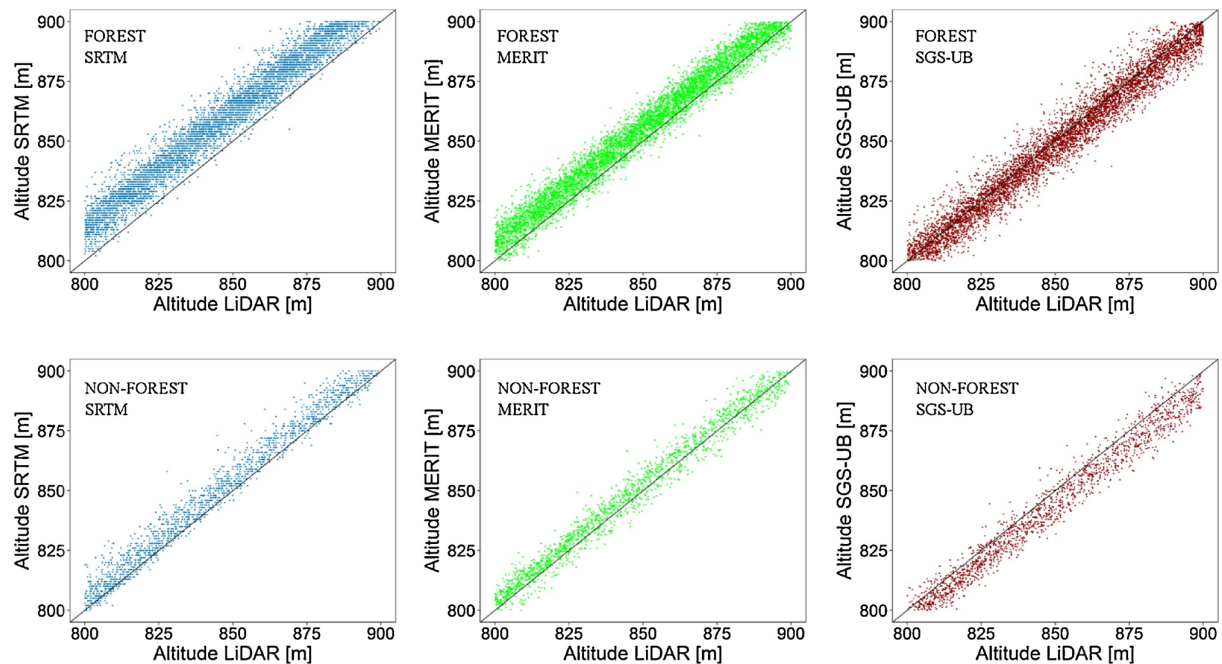 FOREST
SRTM
Altitude SRTM [m]
900
875
850
825
800
800 825 850 875 900
Altitude LiDAR [m]
FOREST
MERIT
Altitude MERIT [m]
900
875
850
825
800
800 825 850 875 900
Altitude LiDAR [m]
FOREST
SGS-UB
Altitude SGS-UB [m]
900
875
850
825
800
800 825 850 875 900
Altitude LiDAR [m]
NON-FOREST
SRTM
Altitude SRTM [m]
900
875
850
825
800
800 825 850 875 900
Altitude LiDAR [m]
NON-FOREST
MERIT
Altitude MERIT [m]
900
875
850
825
800
800 825 850 875 900
Altitude LiDAR [m]
NON-FOREST
SGS-UB
Altitude SGS-UB [m]
900
875
850
825
800
800 825 850 875 900
Altitude LiDAR [m]